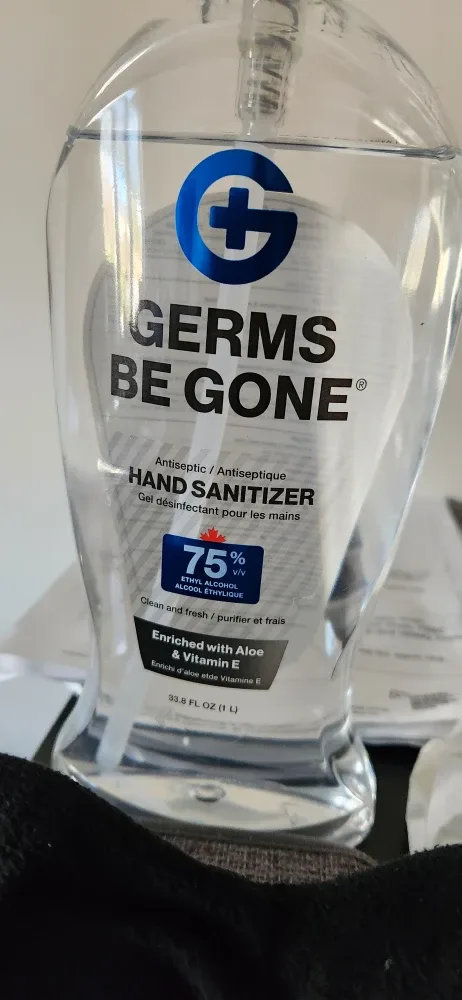 GERMS
BE GONE®
Antiseptic / Antiseptique
HAND SANITIZER
Gel désinfectant pour les mains
75% v/v
ETHYL ALCOHOL
ALCOOL ÉTHYLIQUE
Clean and fresh / purifier et frais
Enriched with Aloe
& Vitamin E
Enrichi d'aloe etde Vitamine E
33.8 FL OZ (1 L)